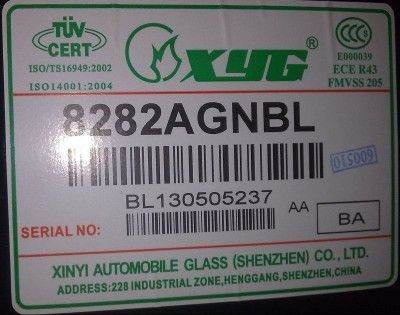 TÜV
CERT
ISO/TS16949:2002
ISO14001:2004
XYG®
CCC
E000039
ECE R43
FMVSS 205
8282AGNBL
015009
BL130505237
AA
BA
SERIAL NO:
XINYI AUTOMOBILE GLASS (SHENZHEN) CO., LTD.
ADDRESS:228 INDUSTRIAL ZONE,HENGGANG,SHENZHEN,CHINA